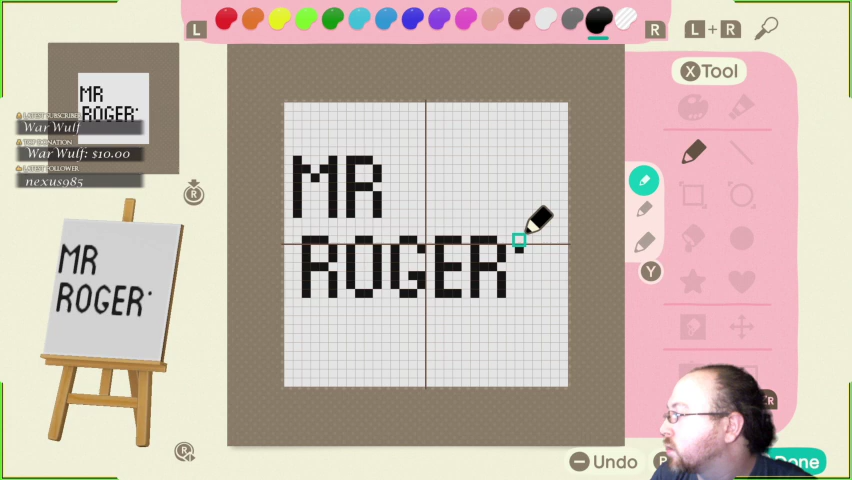 L
R
L+R
X Tool
MR
ROGER'
LATEST SUBSCRIBER
War Wulf
TOP DONATION
War Wulf: $10.00
LATEST FOLLOWER
nexus985
R
MR
ROGER'
MR
ROGER'
Y
R
R
Undo
Done